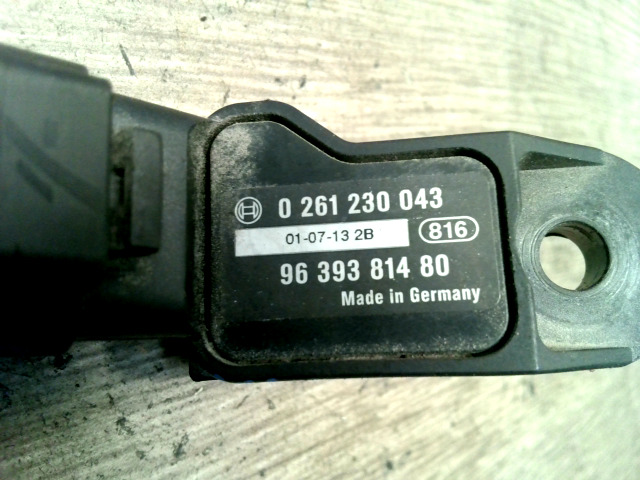 0 261 230 043
01-07-13 2B 816
96 393 814 80
Made in Germany